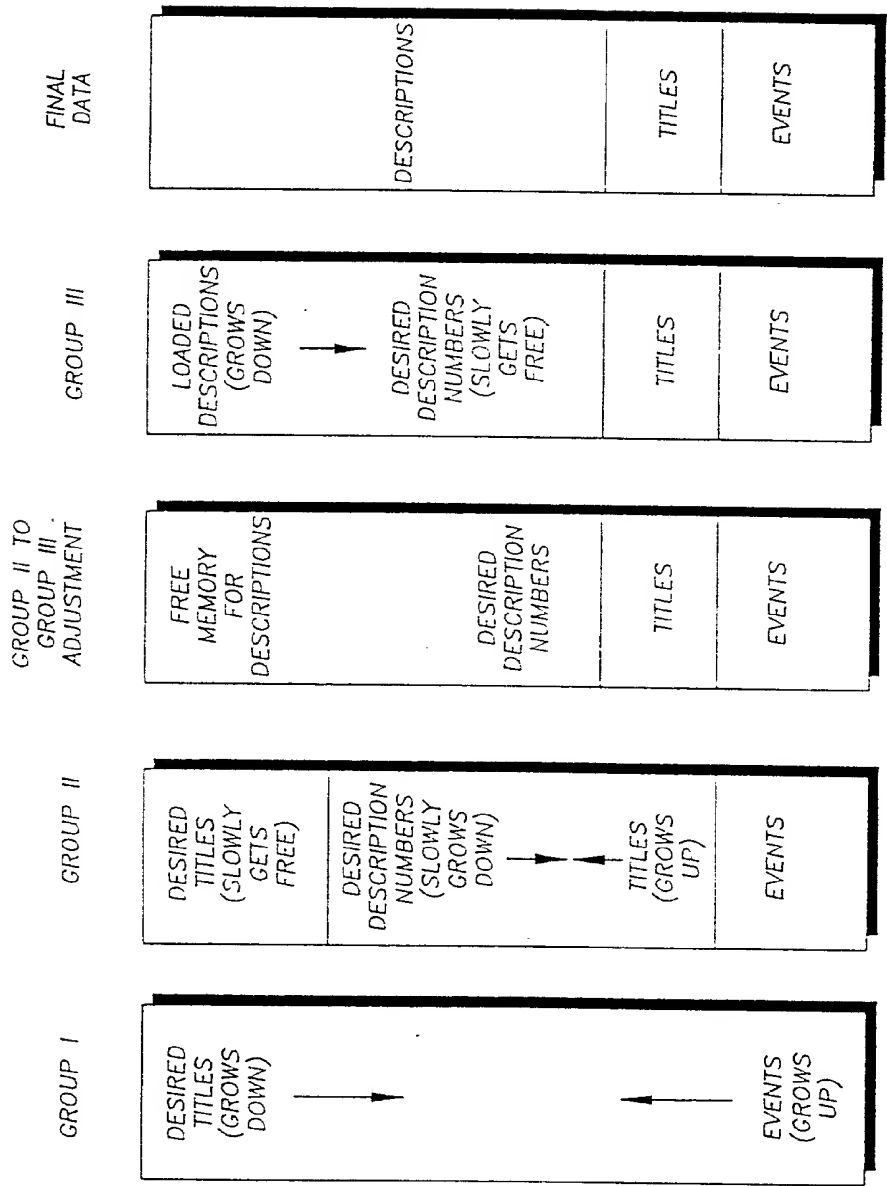 GROUP I
DESIRED
TITLES
(GROWS
DOWN)
EVENTS
(GROWS
UP)
GROUP II
DESIRED
TITLES
(SLOWLY
GETS
FREE)
DESIRED
DESCRIPTION
NUMBERS
(SLOWLY
GROWS
DOWN)
TITLES
(GROWS
UP)
EVENTS
GROUP II TO
GROUP III
ADJUSTMENT
FREE
MEMORY
FOR
DESCRIPTIONS
DESIRED
DESCRIPTION
NUMBERS
TITLES
EVENTS
GROUP III
LOADED
DESCRIPTIONS
(GROWS
DOWN)
DESIRED
DESCRIPTION
NUMBERS
(SLOWLY
GETS
FREE)
TITLES
EVENTS
FINAL
DATA
DESCRIPTIONS
TITLES
EVENTS